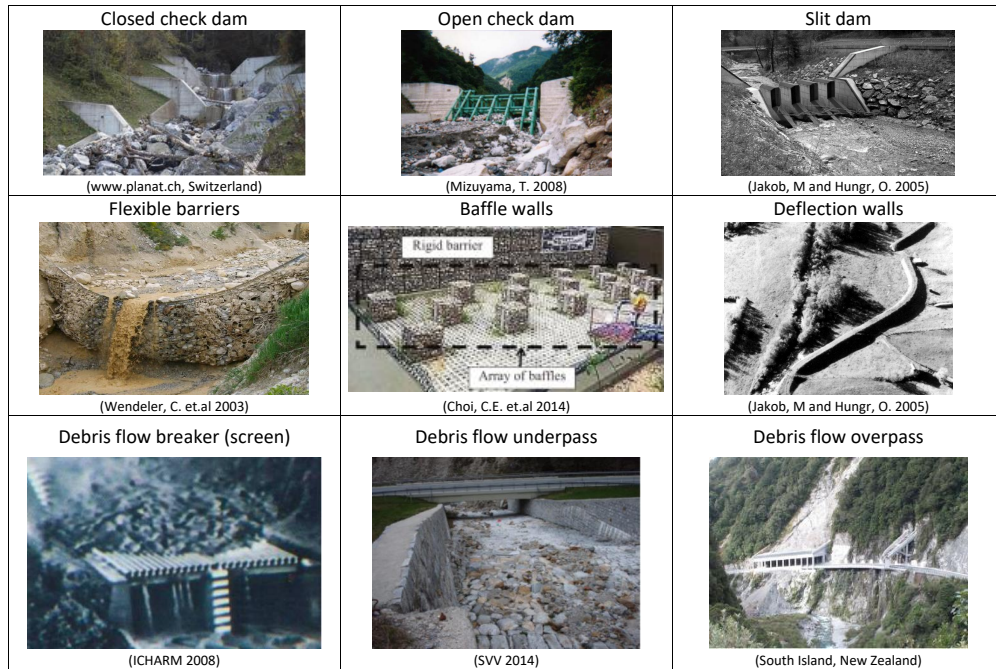 Closed check dam
Open check dam
Slit dam
(www.planat.ch, Switzerland)
(Mizuyama, T. 2008)
(Jakob, M and Hungr, O. 2005)
Flexible barriers
Baffle walls
Deflection walls
Rigid barrier
Array of baffles
(Wendeler, C. et.al 2003)
(Choi, C.E. et.al 2014)
(Jakob, M and Hungr, O. 2005)
Debris flow breaker (screen)
Debris flow underpass
Debris flow overpass
(ICHARM 2008)
(SVV 2014)
(South Island, New Zealand)